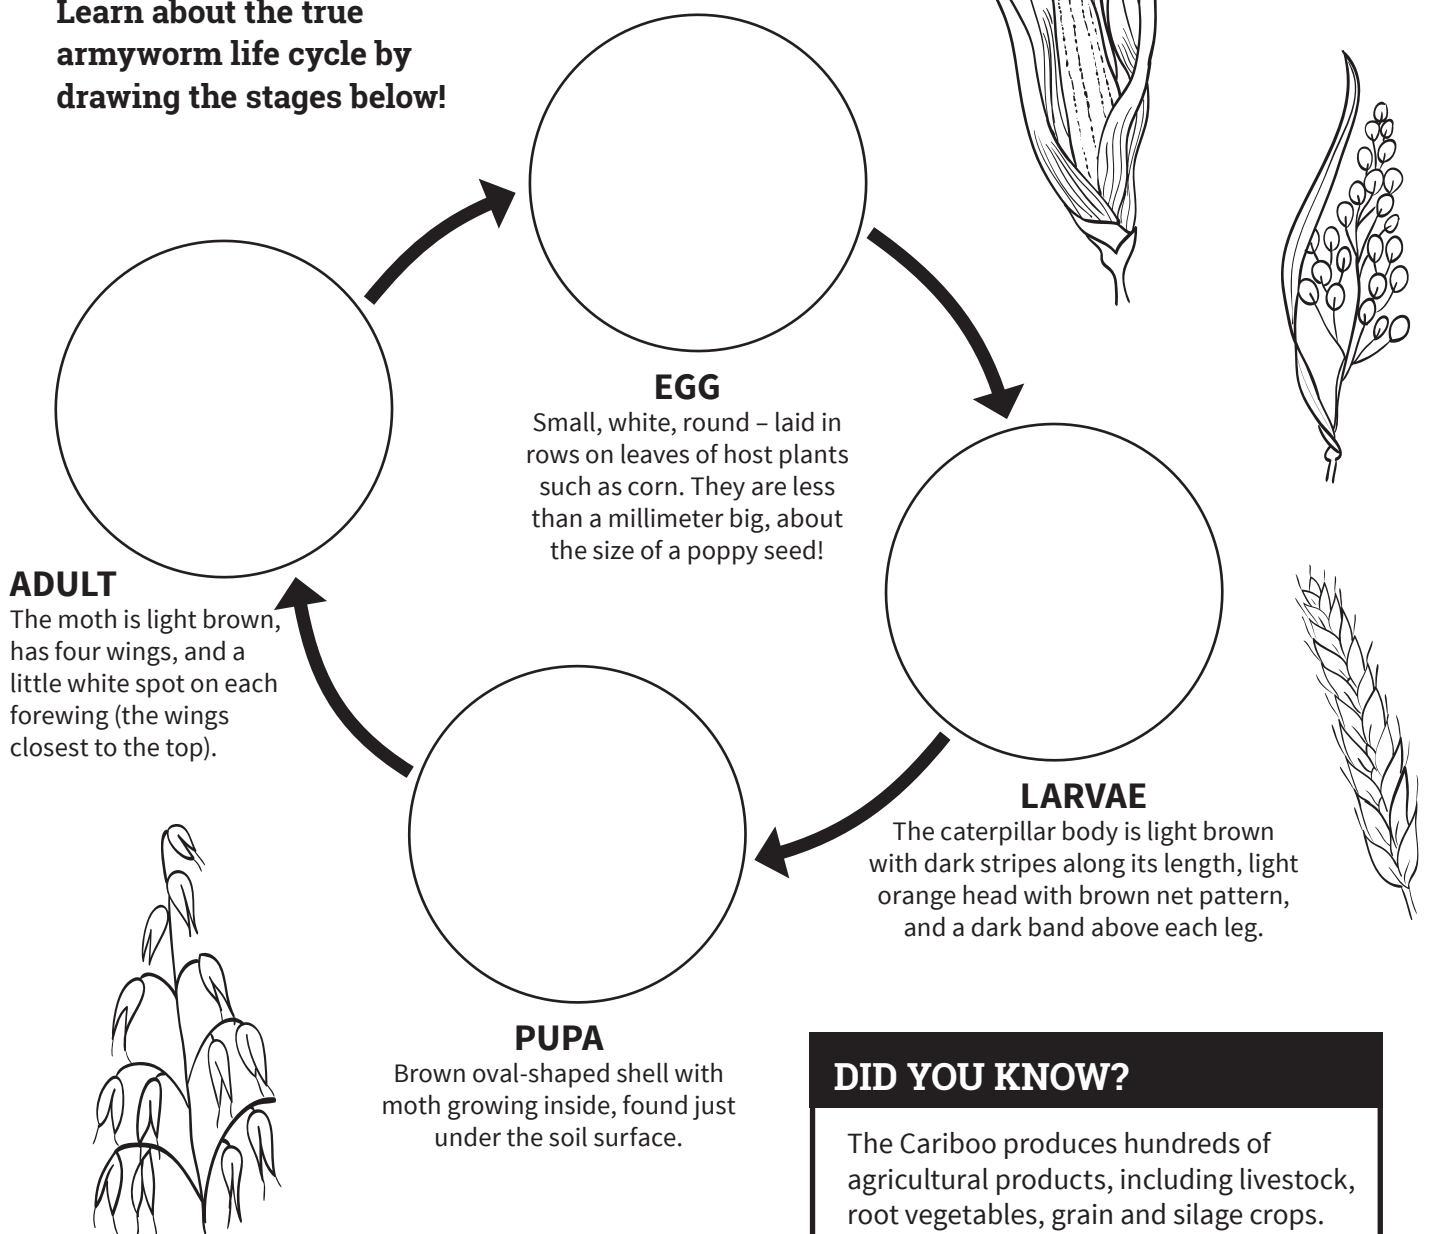 Learn about the true
armyworm life cycle by
drawing the stages below!
EGG
Small, white, round – laid in
rows on leaves of host plants
such as corn. They are less
than a millimeter big, about
the size of a poppy seed!
ADULT
The moth is light brown,
has four wings, and a
little white spot on each
forewing (the wings
closest to the top).
LARVAE
The caterpillar body is light brown
with dark stripes along its length, light
orange head with brown net pattern,
and a dark band above each leg.
PUPA
Brown oval-shaped shell with
moth growing inside, found just
under the soil surface.
DID YOU KNOW?
The Cariboo produces hundreds of
agricultural products, including livestock,
root vegetables, grain and silage crops.